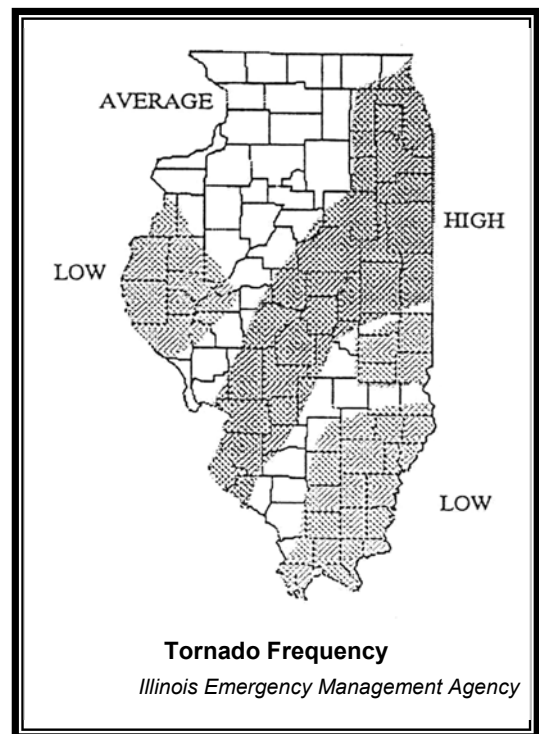 AVERAGE
HIGH
LOW
LOW
Tornado Frequency
Illinois Emergency Management Agency